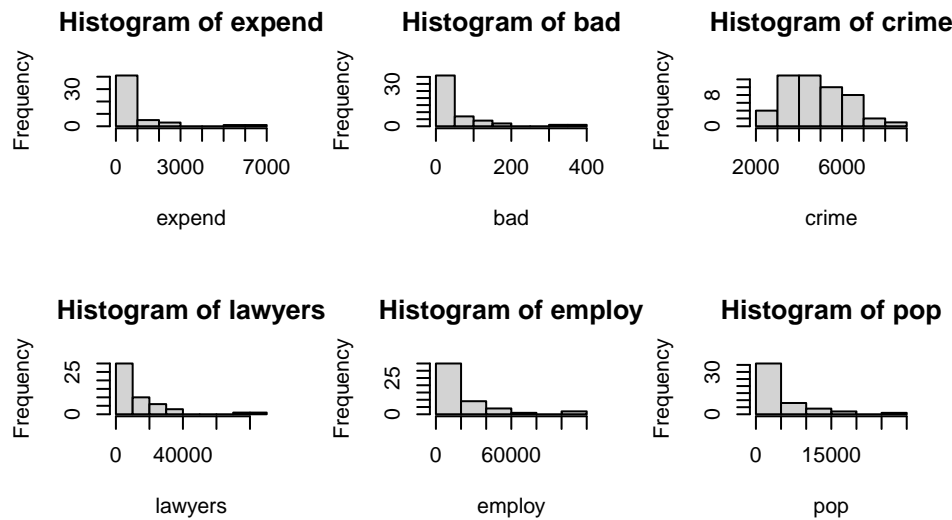 Histogram of expend
Frequency
0 30
0 3000 7000
expend
Histogram of bad
Frequency
0 30
0 200 400
bad
Histogram of crime
Frequency
0 8
2000 6000
crime
Histogram of lawyers
Frequency
0 25
0 40000
lawyers
Histogram of employ
Frequency
0 30
0 60000
employ
Histogram of pop
Frequency
0 30
0 15000
pop